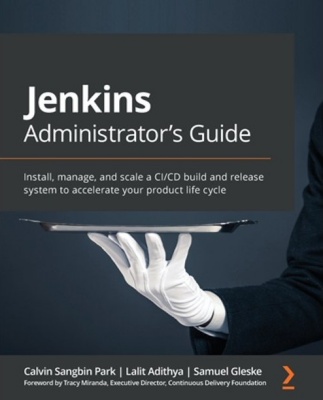 Jenkins
Administrator's Guide
Install, manage, and scale a CI/CD build and release
system to accelerate your product life cycle
Calvin Sangbin Park | Lalit Adithya | Samuel Gleske
Foreword by Tracy Miranda, Executive Director, Continuous Delivery Foundation